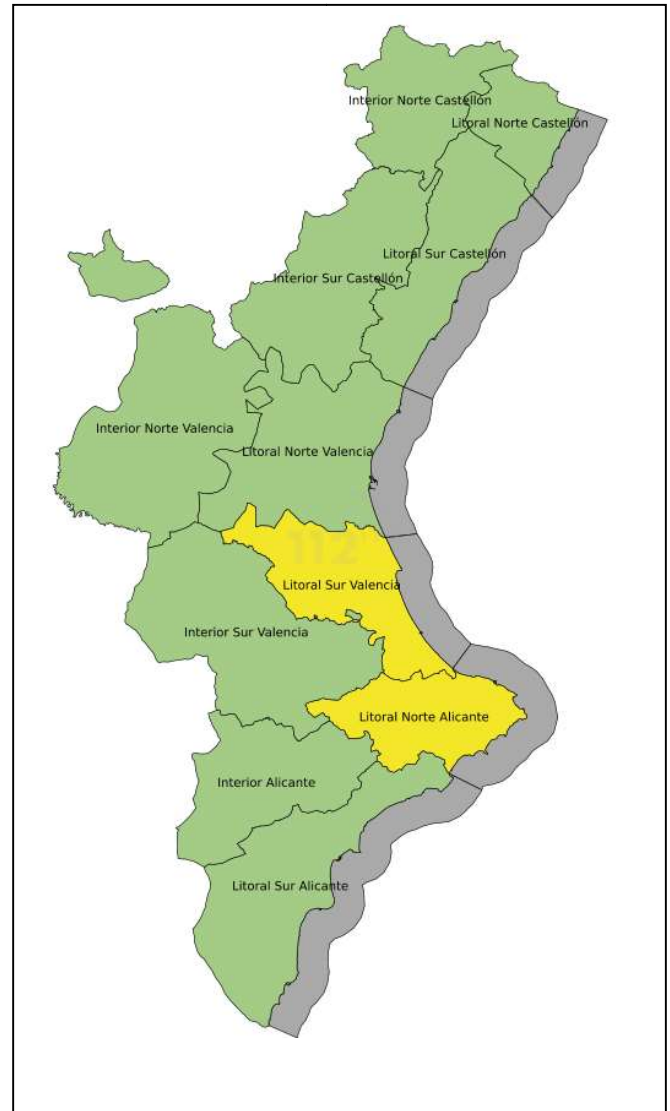 Interior Norte Castellón
Litoral Norte Castellón
Litoral Sur Castellón
Interior Sur Castellón
Interior Norte Valencia
Litoral Norte Valencia
112
Litoral Sur Valencia
Interior Sur Valencia
Litoral Norte Alicante
Interior Alicante
Litoral Sur Alicante